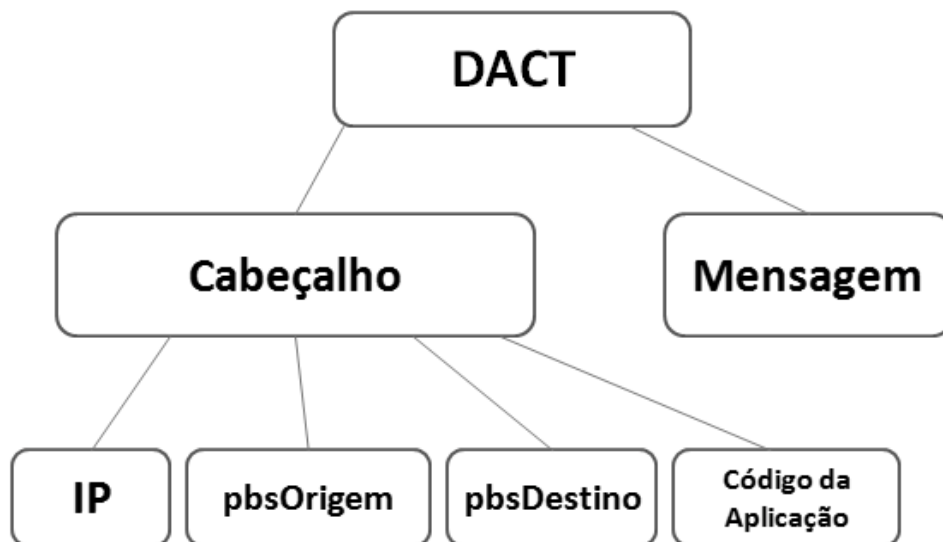 DACT
Cabeçalho
Mensagem
IP
pbsOrigem
pbsDestino
Código da
Aplicação